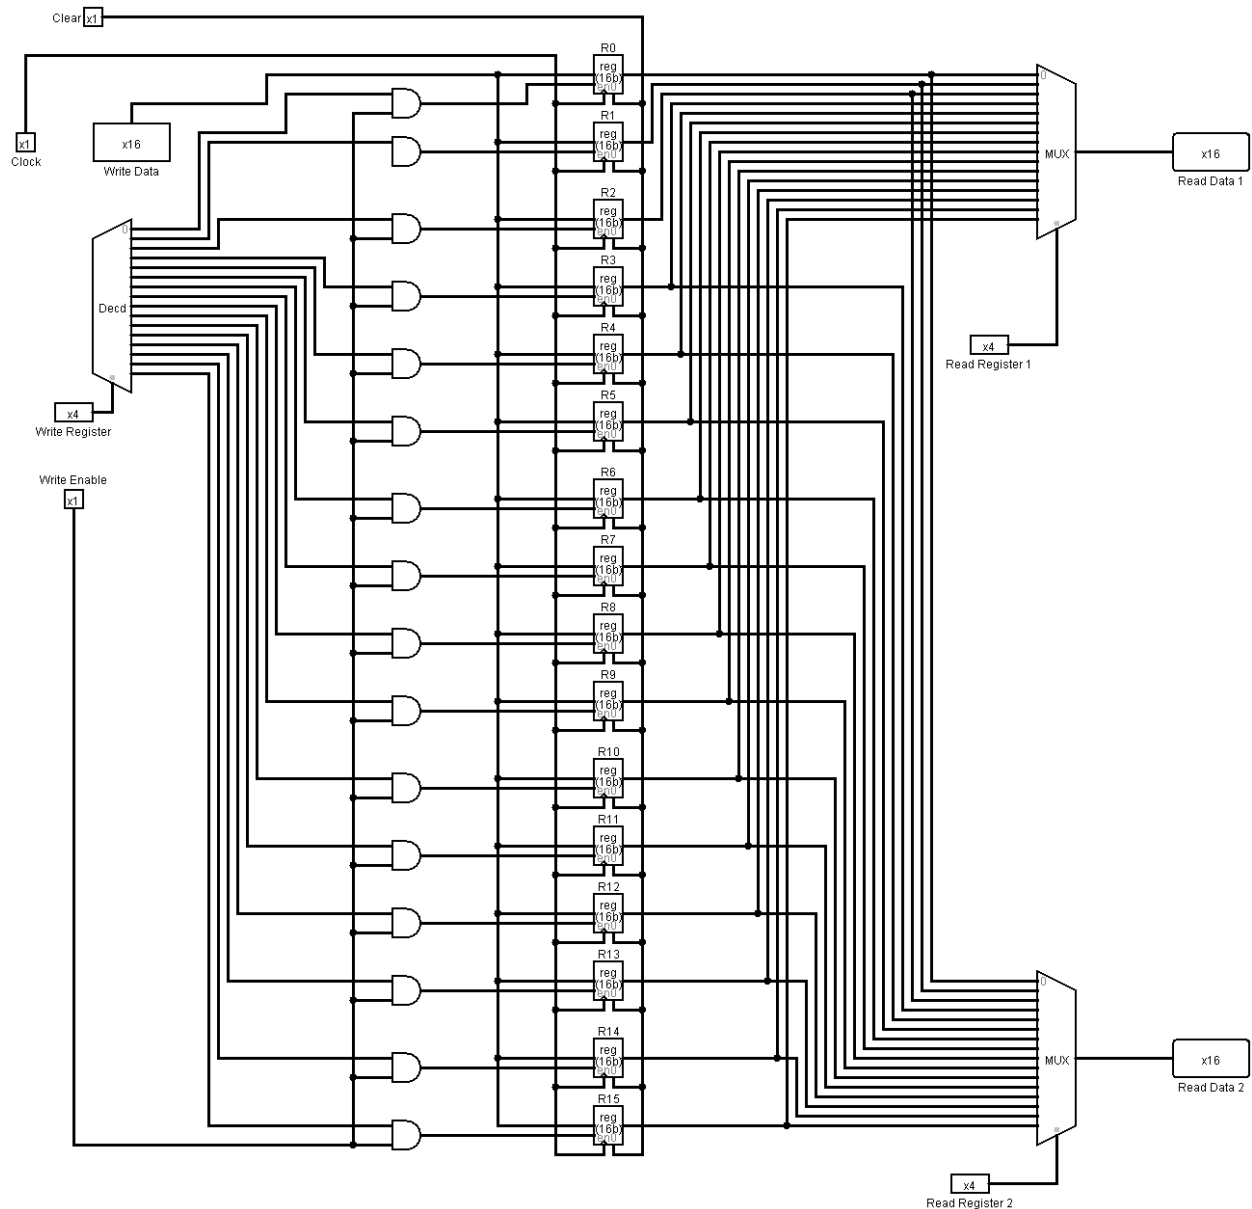 Clear x1
x1
Clock
x16
Write Data
0
Decd
x4
Write Register
Write Enable
x1
R0
reg
(16b)
en0
R1
reg
(16b)
en0
R2
reg
(16b)
en0
R3
reg
(16b)
en0
R4
reg
(16b)
en0
R5
reg
(16b)
en0
R6
reg
(16b)
en0
R7
reg
(16b)
en0
R8
reg
(16b)
en0
R9
reg
(16b)
en0
R10
reg
(16b)
en0
R11
reg
(16b)
en0
R12
reg
(16b)
en0
R13
reg
(16b)
en0
R14
reg
(16b)
en0
R15
reg
(16b)
en0
0
MUX
x16
Read Data 1
x4
Read Register 1
0
MUX
x16
Read Data 2
x4
Read Register 2